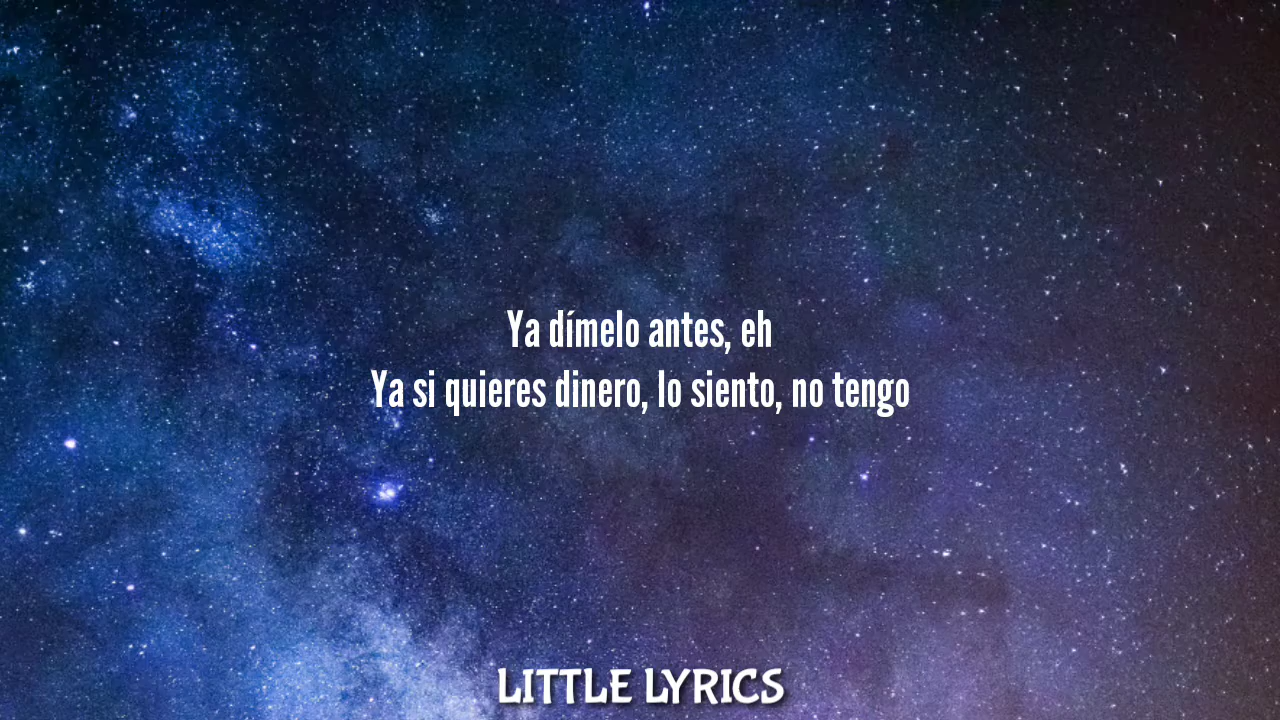 Ya dímelo antes, eh
Ya si quieres dinero, lo siento, no tengo
LITTLE LYRICS